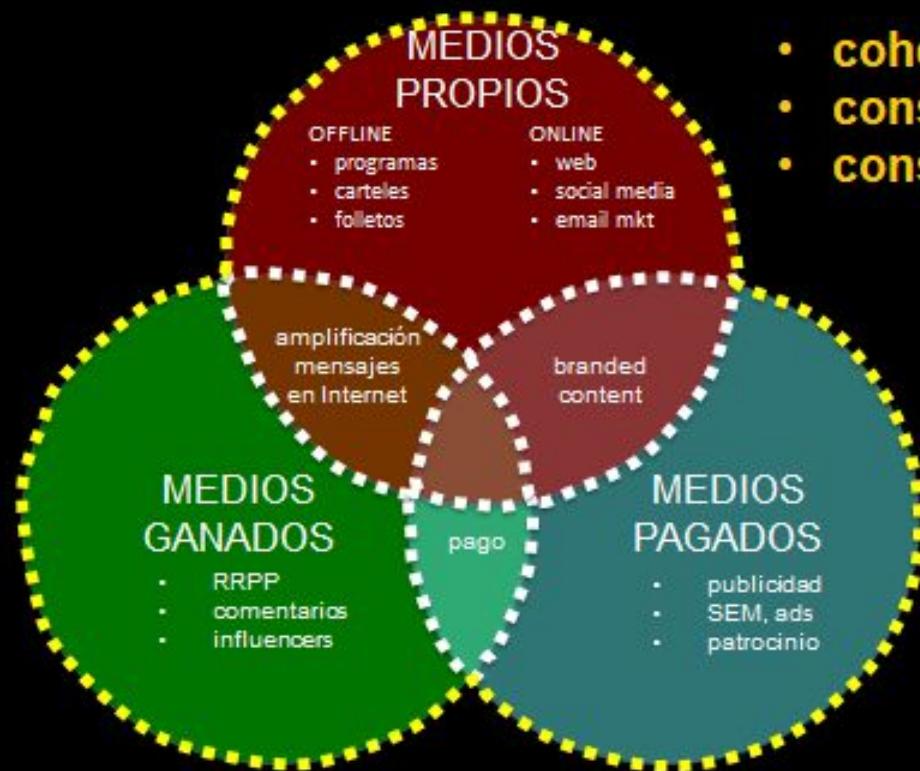 MEDIOS
PROPIOS
OFFLINE
• programas
• carteles
• folletos
ONLINE
• web
• social media
• email mkt
amplificación
mensajes
en Internet
branded
content
MEDIOS
GANADOS
• RRPP
• comentarios
• influencers
pago
MEDIOS
PAGADOS
• publicidad
• SEM, ads
• patrocinio